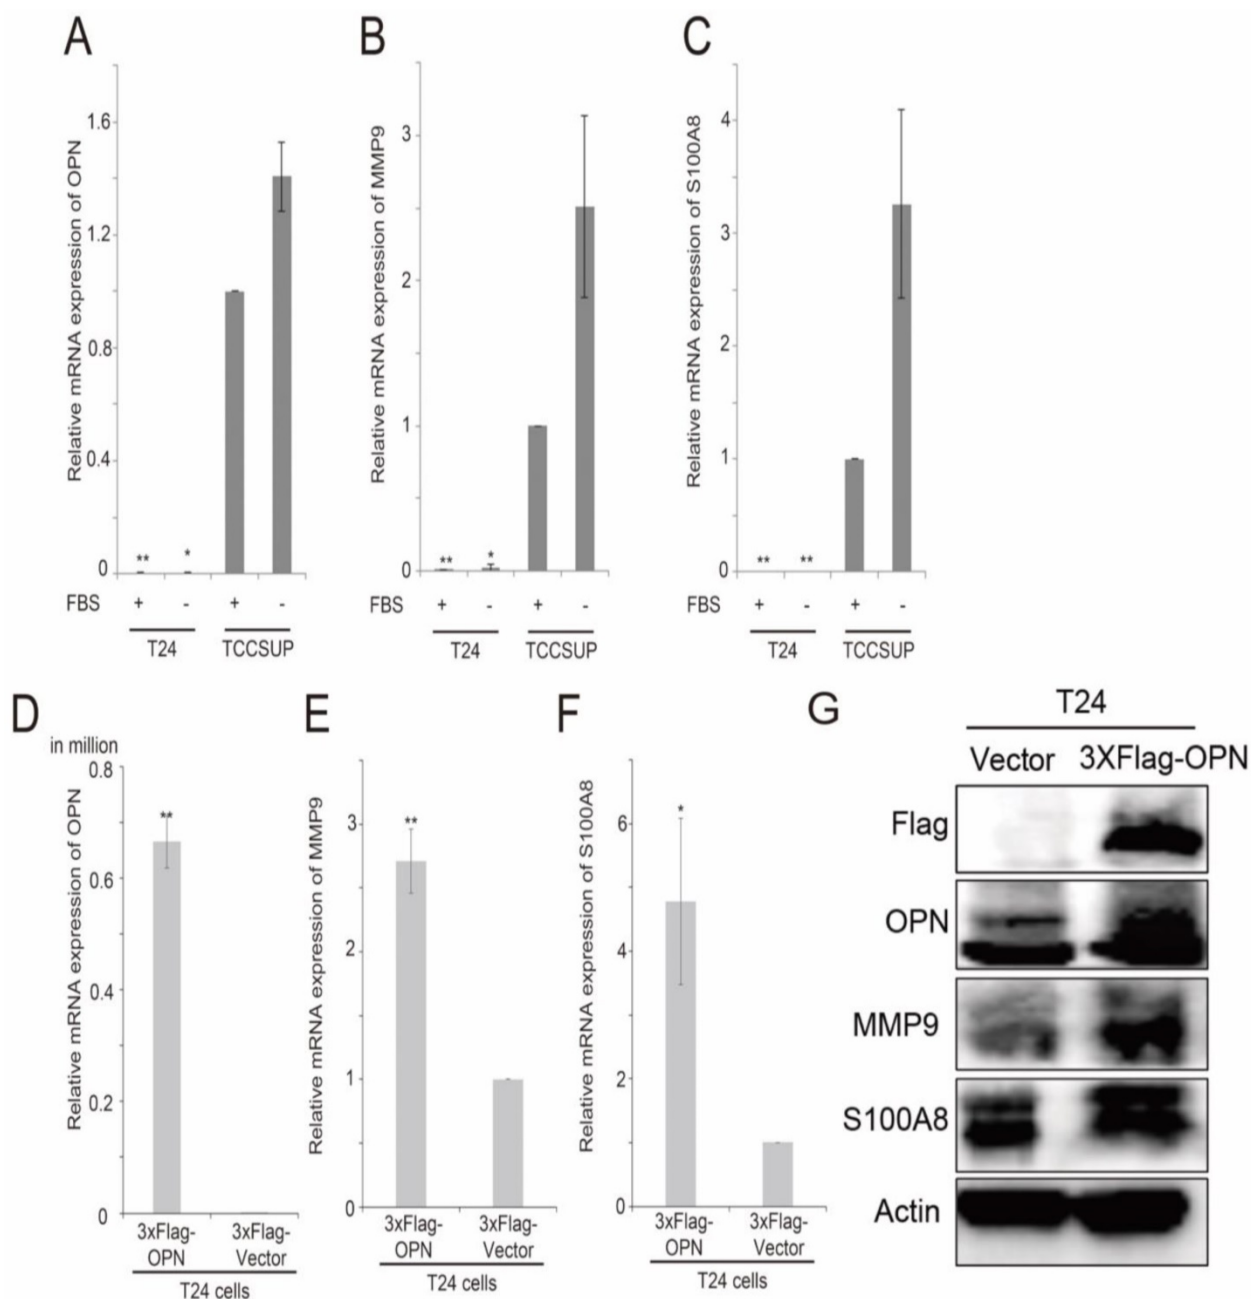 A
Relative mRNA expression of OPN
1.6
1.2
0.8
0.4
0
** * 
FBS + - + -
T24 TCCSUP
B
Relative mRNA expression of MMP9
3
2
1
0
** *
FBS + - + -
T24 TCCSUP
C
Relative mRNA expression of S100A8
4
3
2
1
0
** **
FBS + - + -
T24 TCCSUP
D
in million
Relative mRNA expression of OPN
0.8
0.6
0.4
0.2
0
**
3xFlag- 3xFlag-
OPN Vector
T24 cells
E
Relative mRNA expression of MMP9
3
2
1
0
**
3xFlag- 3xFlag-
OPN Vector
T24 cells
F
Relative mRNA expression of S100A8
6
4
2
0
*
3xFlag- 3xFlag-
OPN Vector
T24 cells
G
T24
Vector 3XFlag-OPN
Flag
OPN
MMP9
S100A8
Actin